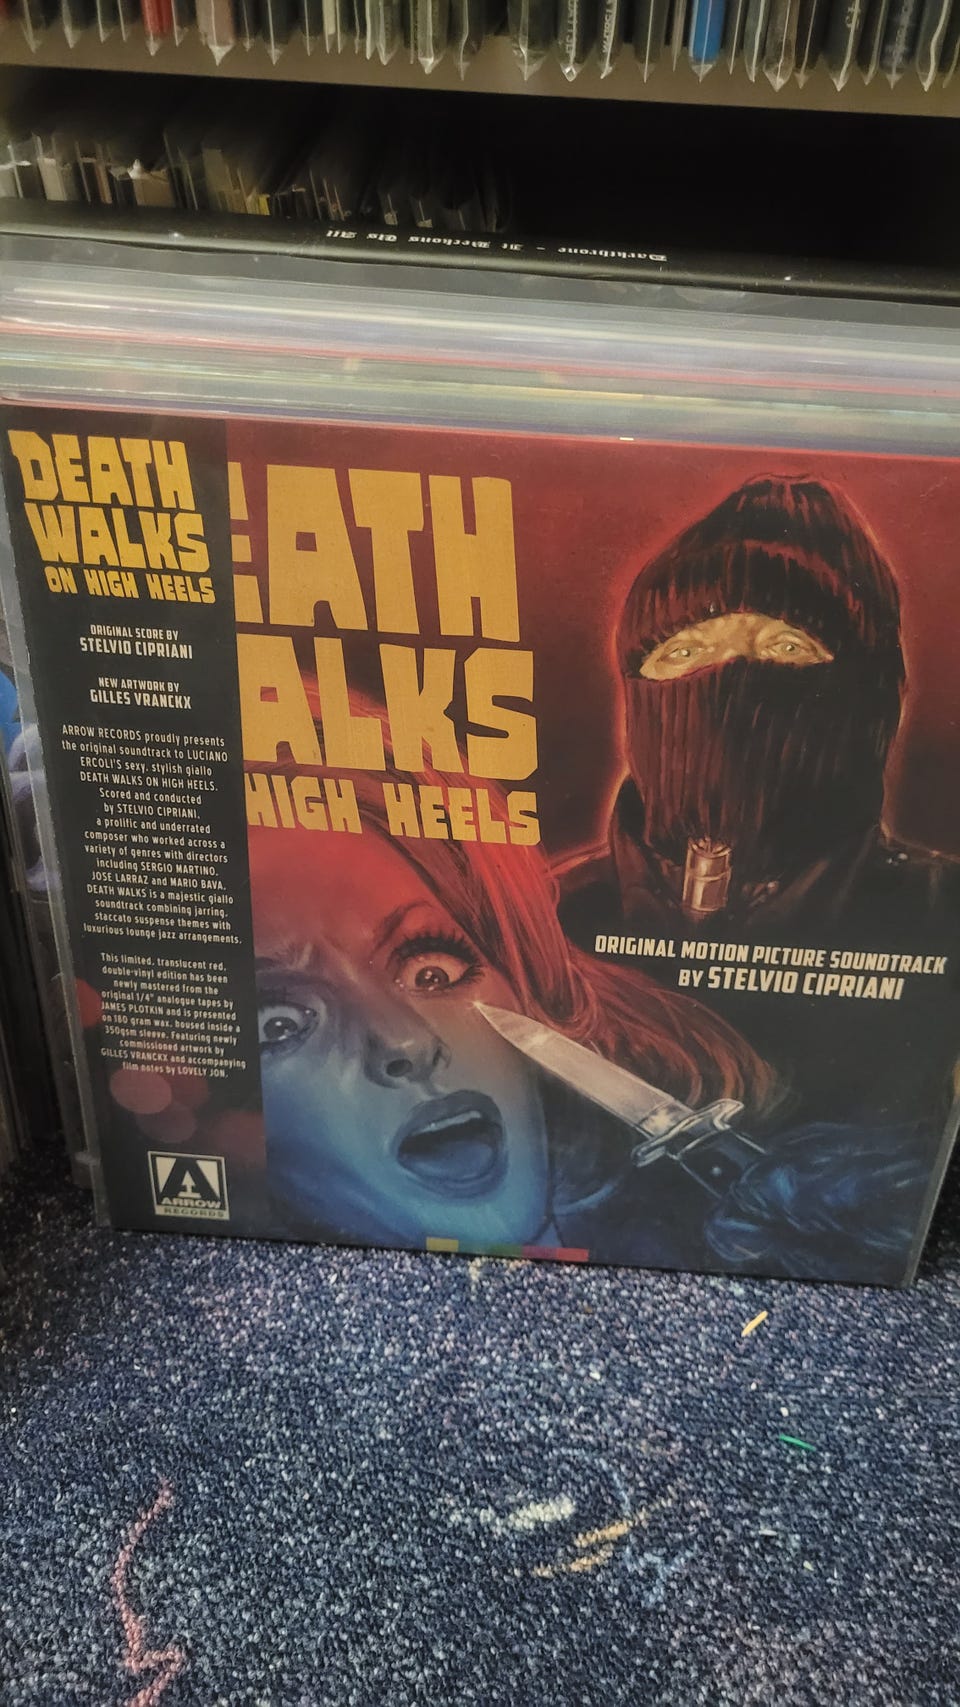 Darkthrone - It Beckons Us All
DEATH
WALKS
ON HIGH HEELS
ORIGINAL SCORE BY
STELVIO CIPRIANI
NEW ARTWORK BY
GILLES VRANCKX
ARROW RECORDS proudly presents
the original soundtrack to LUCIANO
ERCOLI'S sexy, stylish giallo
DEATH WALKS ON HIGH HEELS.
Scored and conducted
by STELVIO CIPRIANI,
a prolific and underrated
composer who worked across a
variety of genres with directors
including SERGIO MARTINO,
JOSE LARRAZ and MARIO BAVA.
DEATH WALKS is a majestic giallo
soundtrack combining jarring,
staccato suspense themes with
luxurious lounge jazz arrangements.
This limited, translucent red,
double-vinyl edition has been
newly mastered from the
original 1/4" analogue tapes by
JAMES PLOTKIN and is presented
on 180 gram wax, housed inside a
350gsm sleeve. Featuring newly
commissioned artwork by
GILLES VRANCKX and accompanying
film notes by LOVELY JON.
ARROW
RECORDS
EATH
ALKS
HIGH HEELS
ORIGINAL MOTION PICTURE SOUNDTRACK
BY STELVIO CIPRIANI